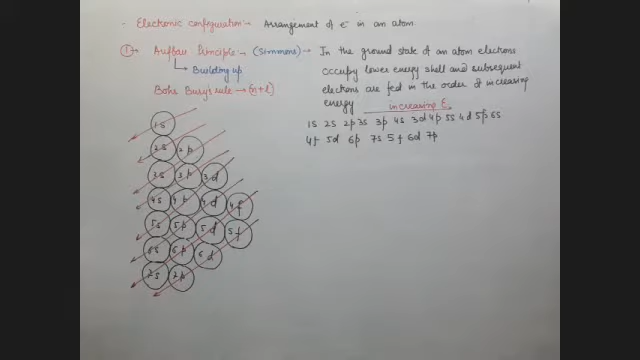 - Electronic configuration → Arrangement of e⁻ in an atom.
① → Aufbau Principle → (Simmons) → In the ground state of an atom electrons
Building up
occupy lower energy shell and subsequent
electrons are fed in the order of increasing
Bohs Busy's rule → (n+l)
energy
increasing E
1s 2s 2p 3s 3p 4s 3d 4p 5s 4d 5p 6s
4f 5d 6p 7s 5f 6d 7p
1s
2s 2p
3s 3p 3d
4s 4p 4d 4f
5s 5p 5d 5f
6s 6p 6d
7s 7p